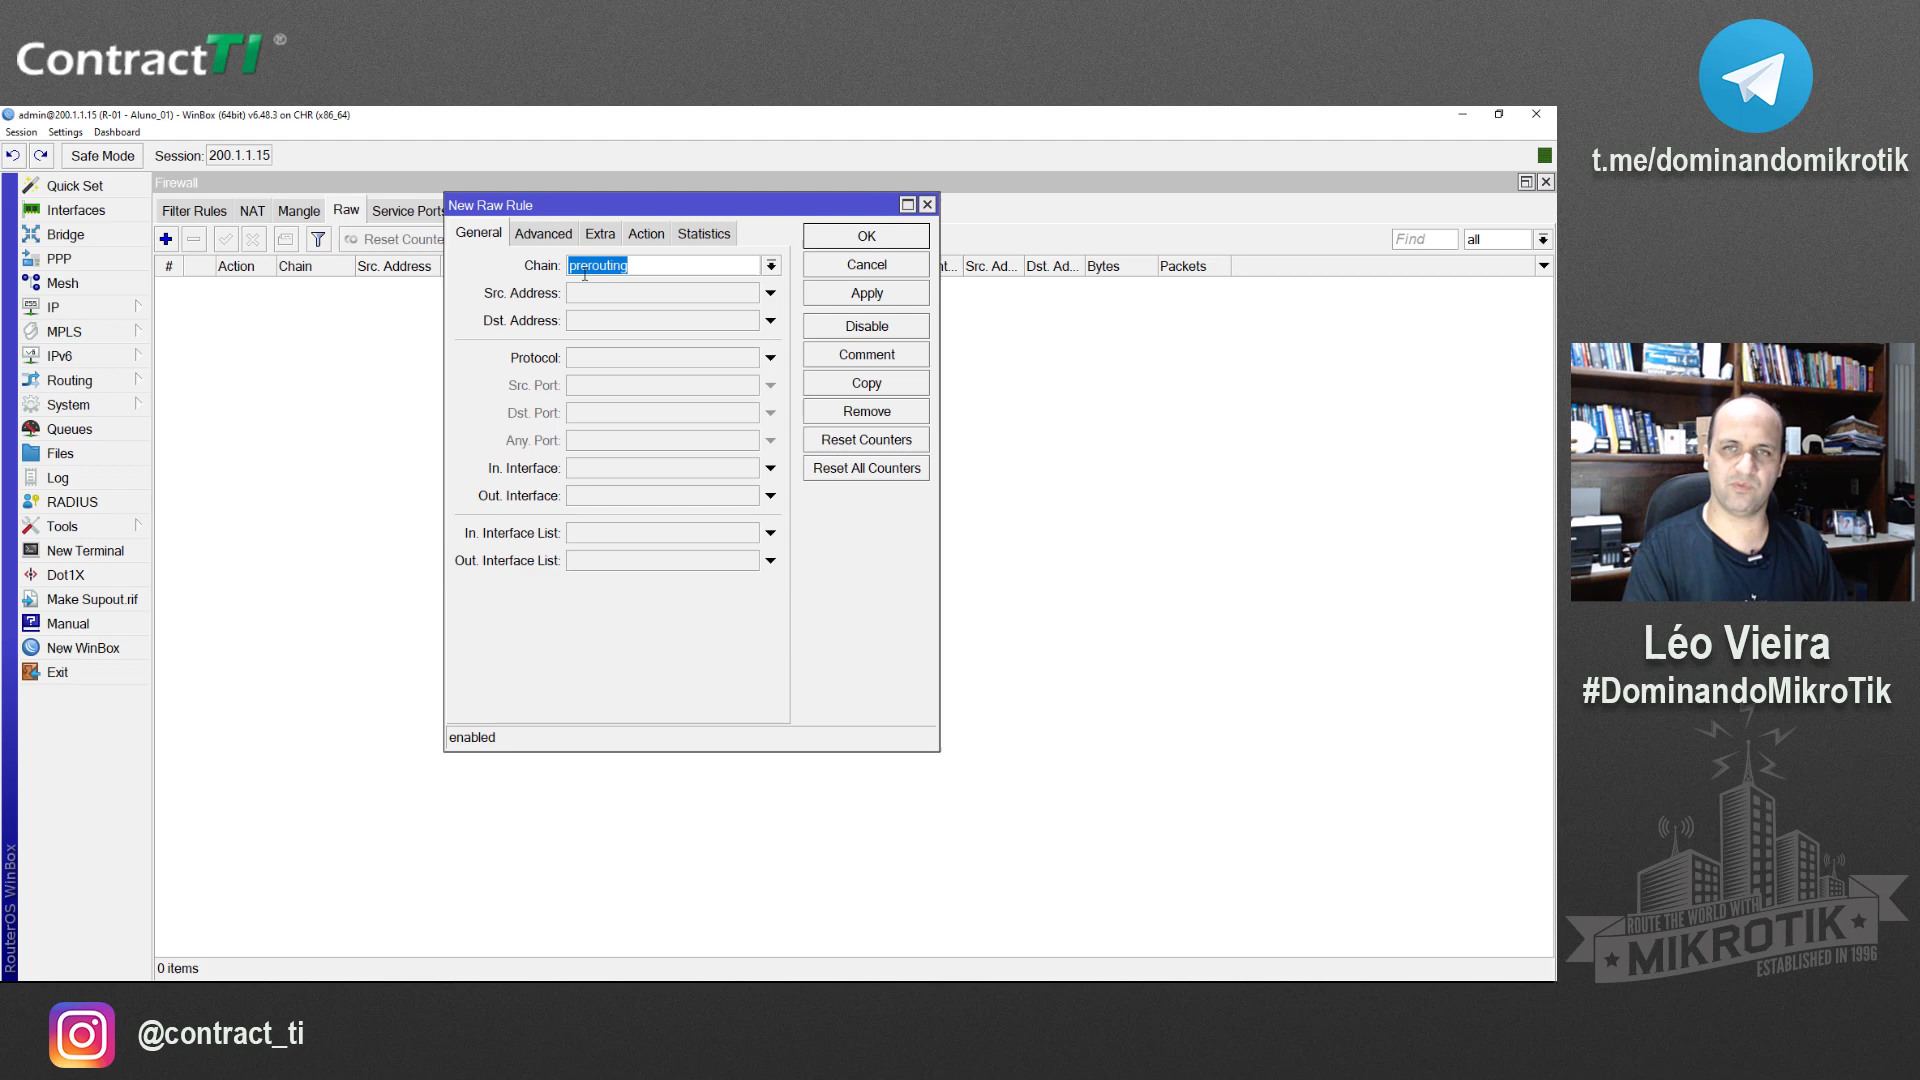 ContractTI ®
t.me/dominandomikrotik
admin@200.1.1.15 (R-01 - Aluno_01) - WinBox (64bit) v6.48.3 on CHR (x86_64)
Session Settings Dashboard
Safe Mode Session: 200.1.1.15
Quick Set
Interfaces
Bridge
PPP
Mesh
IP
MPLS
IPv6
Routing
System
Queues
Files
Log
RADIUS
Tools
New Terminal
Dot1X
Make Supout.rif
Manual
New WinBox
Exit
RouterOS WinBox
Firewall
Filter Rules NAT Mangle Raw Service Ports
Reset Counte
Find all
# Action Chain Src. Address
nt... Src. Ad... Dst. Ad... Bytes Packets
New Raw Rule
General Advanced Extra Action Statistics
Chain: prerouting
Src. Address:
Dst. Address:
Protocol:
Src. Port:
Dst. Port:
Any. Port:
In. Interface:
Out. Interface:
In. Interface List:
Out. Interface List:
OK
Cancel
Apply
Disable
Comment
Copy
Remove
Reset Counters
Reset All Counters
enabled
0 items
Léo Vieira
#DominandoMikroTik
ROUTE THE WORLD WITH
MIKROTIK
ESTABLISHED IN 1996
@contract_ti